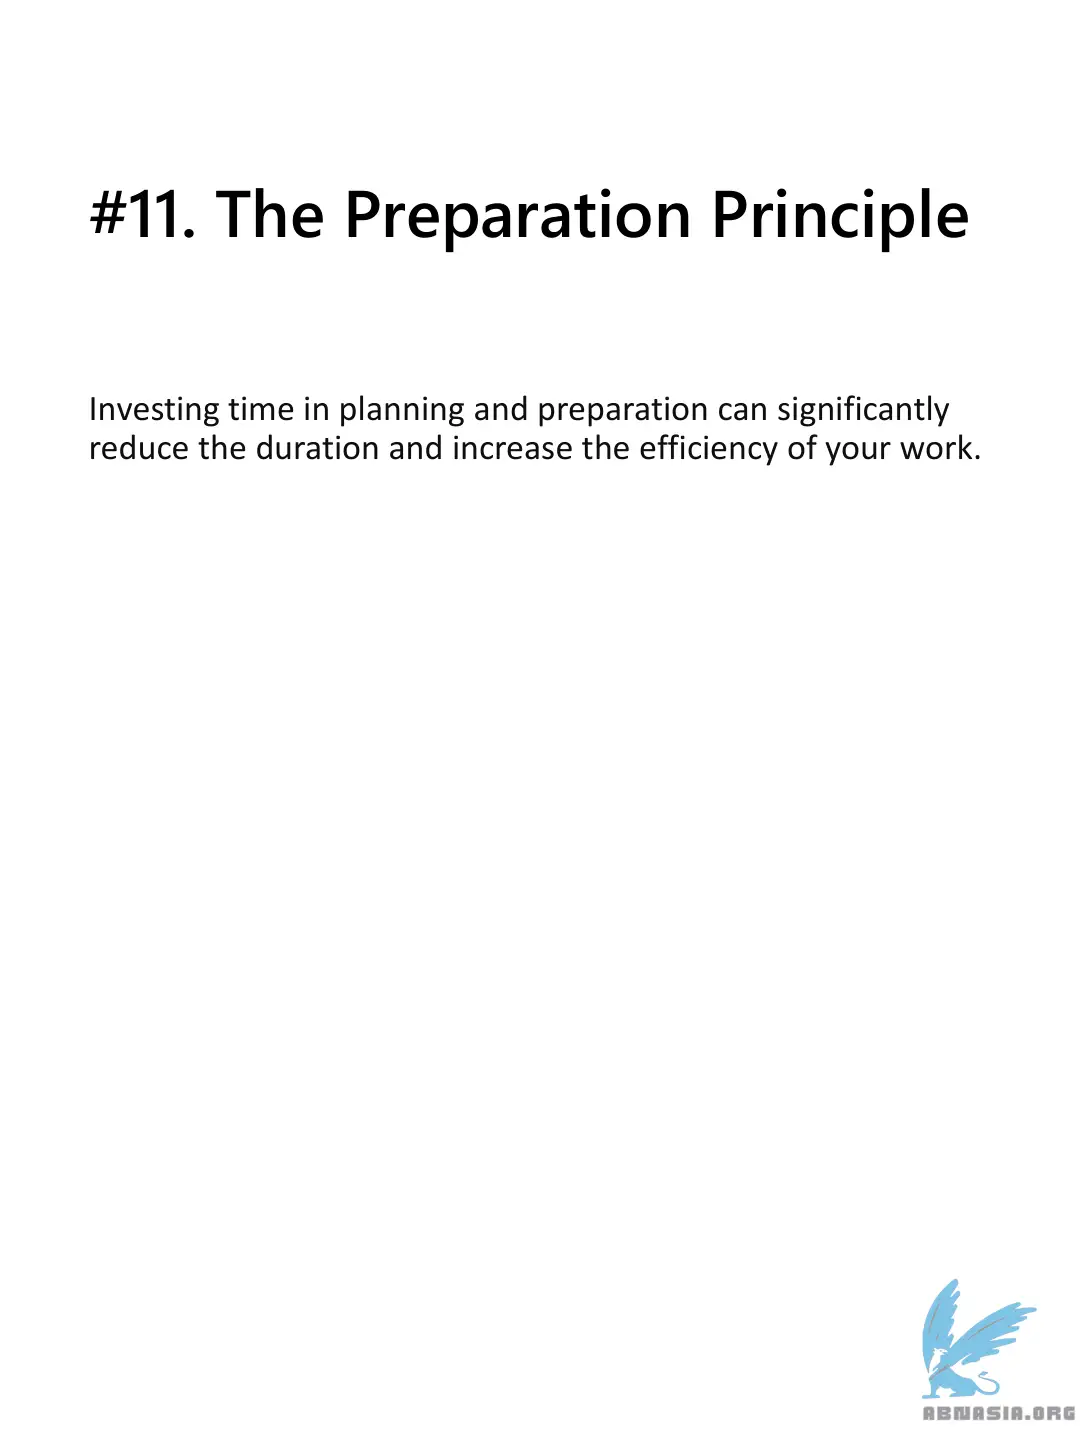 #11. The Preparation Principle
Investing time in planning and preparation can significantly
reduce the duration and increase the efficiency of your work.
ABNASIA.ORG